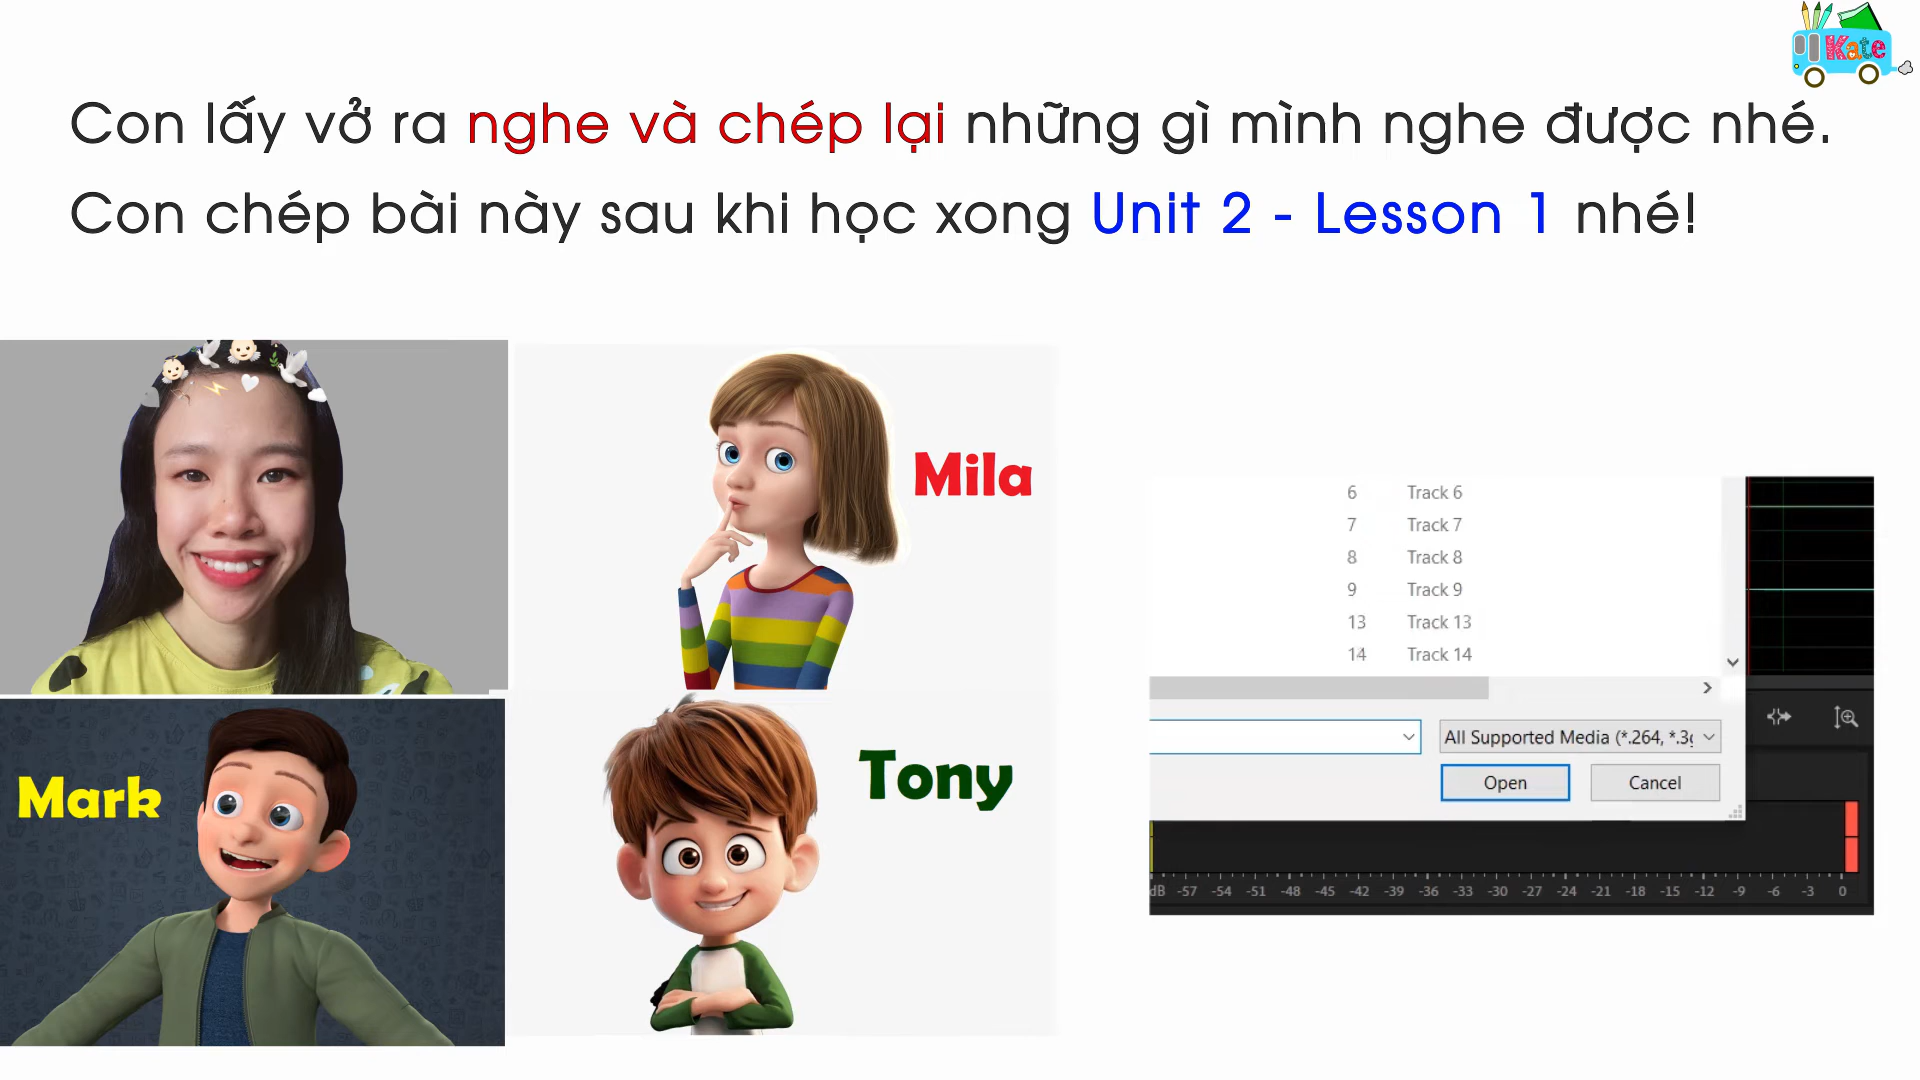 Kate
Con lấy vở ra nghe và chép lại những gì mình nghe được nhé.
Con chép bài này sau khi học xong Unit 2 - Lesson 1 nhé!
Mila
Mark
Tony
6 Track 6
7 Track 7
8 Track 8
9 Track 9
13 Track 13
14 Track 14
All Supported Media (*.264, *.3g
Open Cancel
dB -57 -54 -51 -48 -45 -42 -39 -36 -33 -30 -27 -24 -21 -18 -15 -12 -9 -6 -3 0